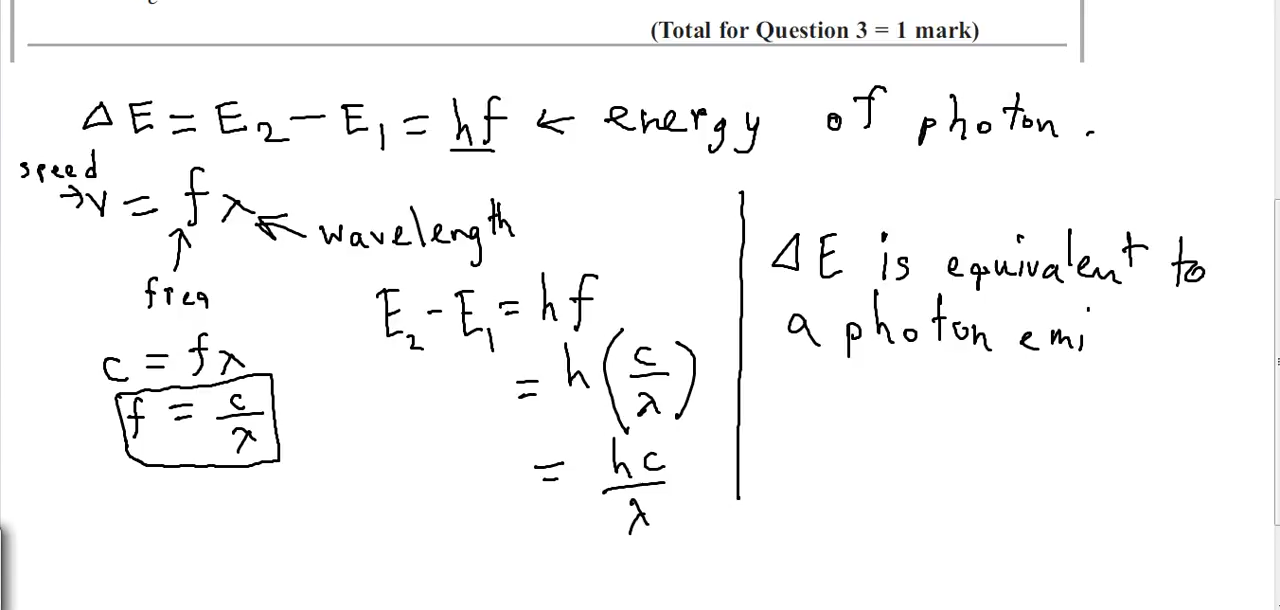 (Total for Question 3 = 1 mark)
ΔE = E₂ − E₁ = hf ← energy of photon.
speed
→ v = fλ ← wavelength
↑
freq
E₂ − E₁ = hf
c = fλ
= h(c/λ)
f = c/λ
= hc/λ
ΔE is equivalent to
a photon emi